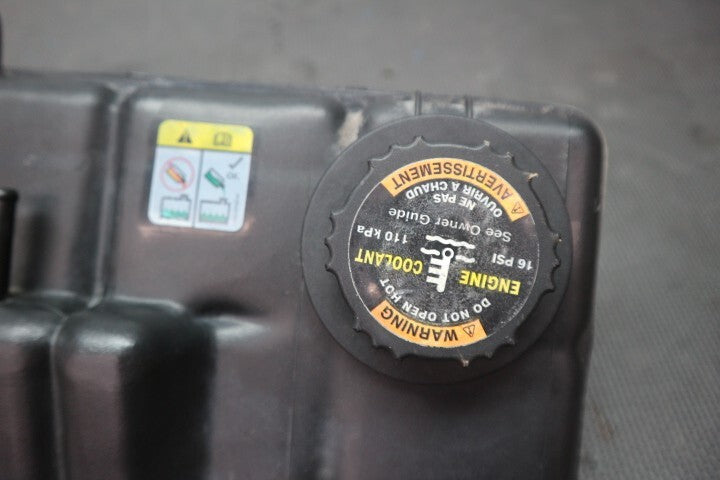 WARNING
DO NOT OPEN HOT
ENGINE
COOLANT
16 PSI
110 kPa
See Owner Guide
NE PAS
OUVRIR A CHAUD
AVERTISSEMENT
OK